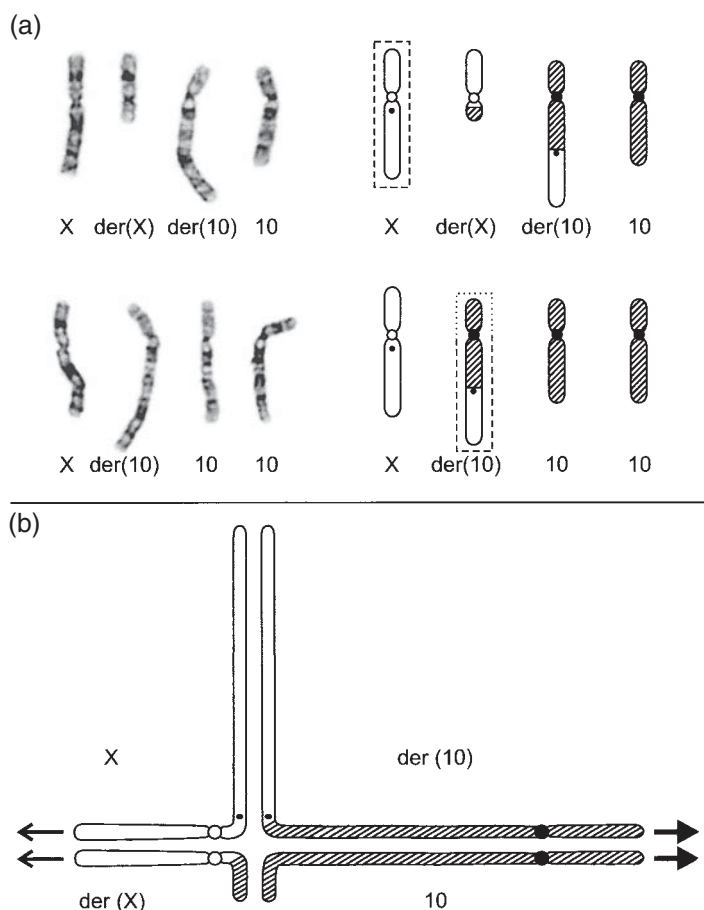 (a)
X der(X) der(10) 10 X der(X) der(10) 10
X der(10) 10 10 X der(10) 10 10
(b)
X der (10)
der (X) 10